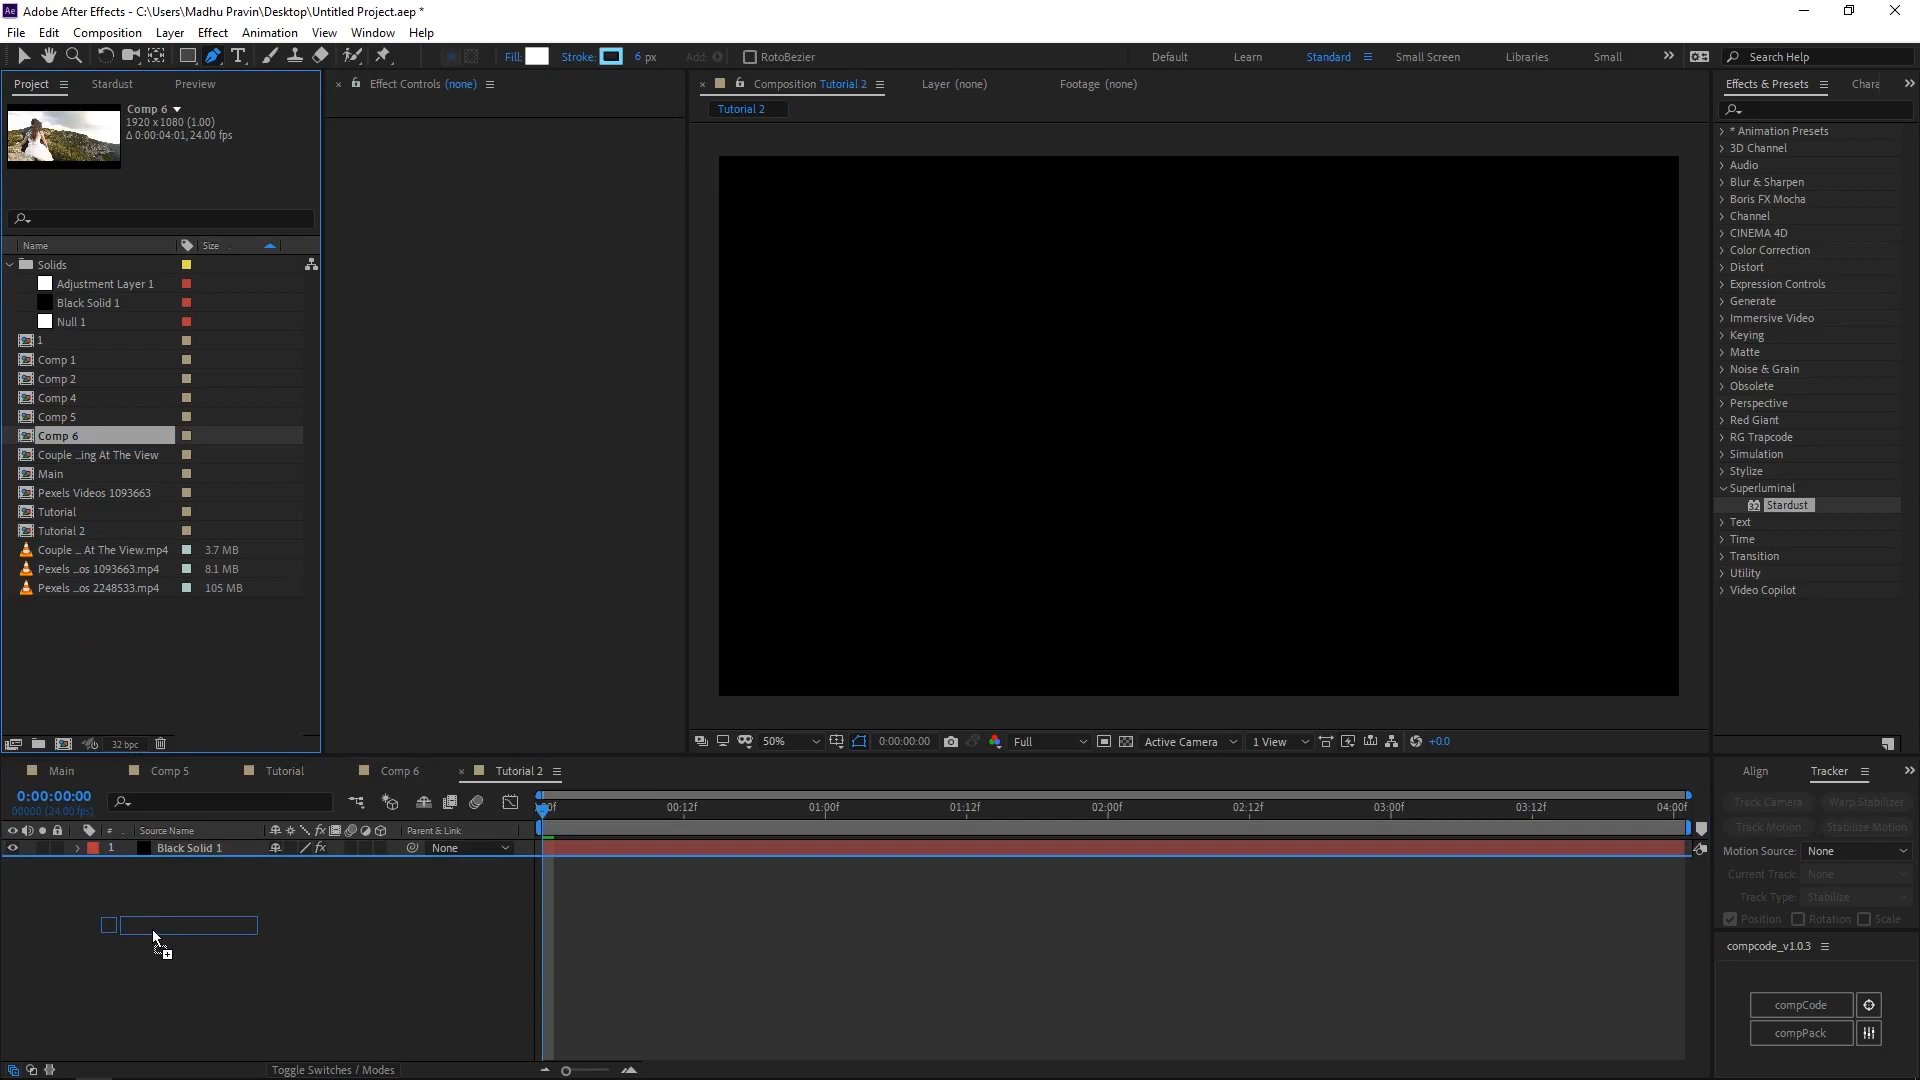 Adobe After Effects - C:\Users\Madhu Pravin\Desktop\Untitled Project.aep *
File Edit Composition Layer Effect Animation View Window Help
Fill: Stroke: 6 px Add: RotoBezier Default Learn Standard Small Screen Libraries Small Search Help
Project Stardust Preview Effect Controls (none) Composition Tutorial 2 Layer (none) Footage (none) Effects & Presets Chara
Comp 6
1920 x 1080 (1.00)
Δ 0:00:04:01, 24.00 fps
Tutorial 2
Name Size
Solids
Adjustment Layer 1
Black Solid 1
Null 1
1
Comp 1
Comp 2
Comp 4
Comp 5
Comp 6
Couple ...ing At The View
Main
Pexels Videos 1093663
Tutorial
Tutorial 2
Couple ... At The View.mp4 3.7 MB
Pexels ...os 1093663.mp4 8.1 MB
Pexels ...os 2248533.mp4 105 MB
32 bpc
* Animation Presets
3D Channel
Audio
Blur & Sharpen
Boris FX Mocha
Channel
CINEMA 4D
Color Correction
Distort
Expression Controls
Generate
Immersive Video
Keying
Matte
Noise & Grain
Obsolete
Perspective
Red Giant
RG Trapcode
Simulation
Stylize
Superluminal
32 Stardust
Text
Time
Transition
Utility
Video Copilot
50% 0:00:00:00 Full Active Camera 1 View +0.0
Main Comp 5 Tutorial Comp 6 Tutorial 2
0:00:00:00
00000 (24.00 fps)
00:12f 01:00f 01:12f 02:00f 02:12f 03:00f 03:12f 04:00f
# Source Name fx Parent & Link
1 Black Solid 1 fx None
Toggle Switches / Modes
Align Tracker
Track Camera Warp Stabilizer
Track Motion Stabilize Motion
Motion Source: None
Current Track: None
Track Type: Stabilize
Position Rotation Scale
compcode_v1.0.3
compCode
compPack